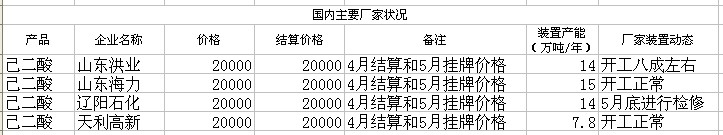 国内主要厂家状况
产品 企业名称 价格 结算价格 备注 装置产能（万吨/年） 厂家装置动态
己二酸 山东洪业 20000 20000 4月结算和5月挂牌价格 14 开工八成左右
己二酸 山东海力 20000 20000 4月结算和5月挂牌价格 15 开工正常
己二酸 辽阳石化 20000 20000 4月结算和5月挂牌价格 14 5月底进行检修
己二酸 天利高新 20000 20000 4月结算和5月挂牌价格 7.8 开工正常